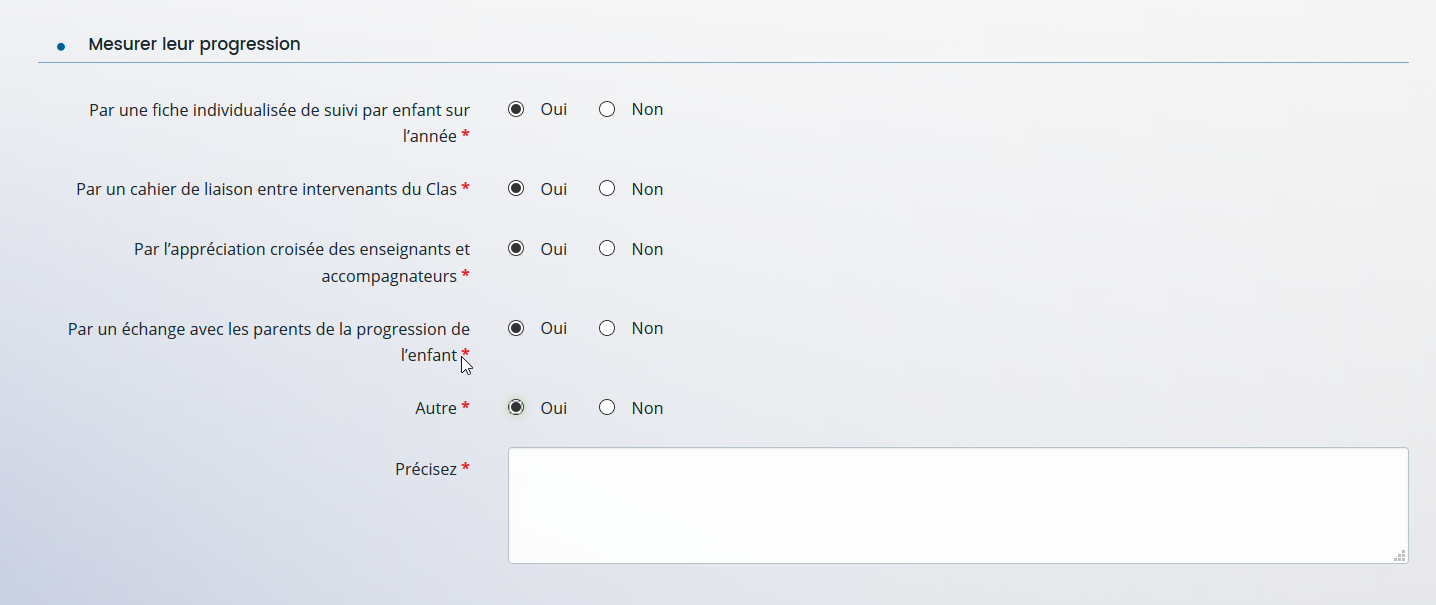 Mesurer leur progression
Par une fiche individualisée de suivi par enfant sur
l’année *
Oui Non
Par un cahier de liaison entre intervenants du Clas *
Oui Non
Par l’appréciation croisée des enseignants et
accompagnateurs *
Oui Non
Par un échange avec les parents de la progression de
l’enfant *
Oui Non
Autre *
Oui Non
Précisez *